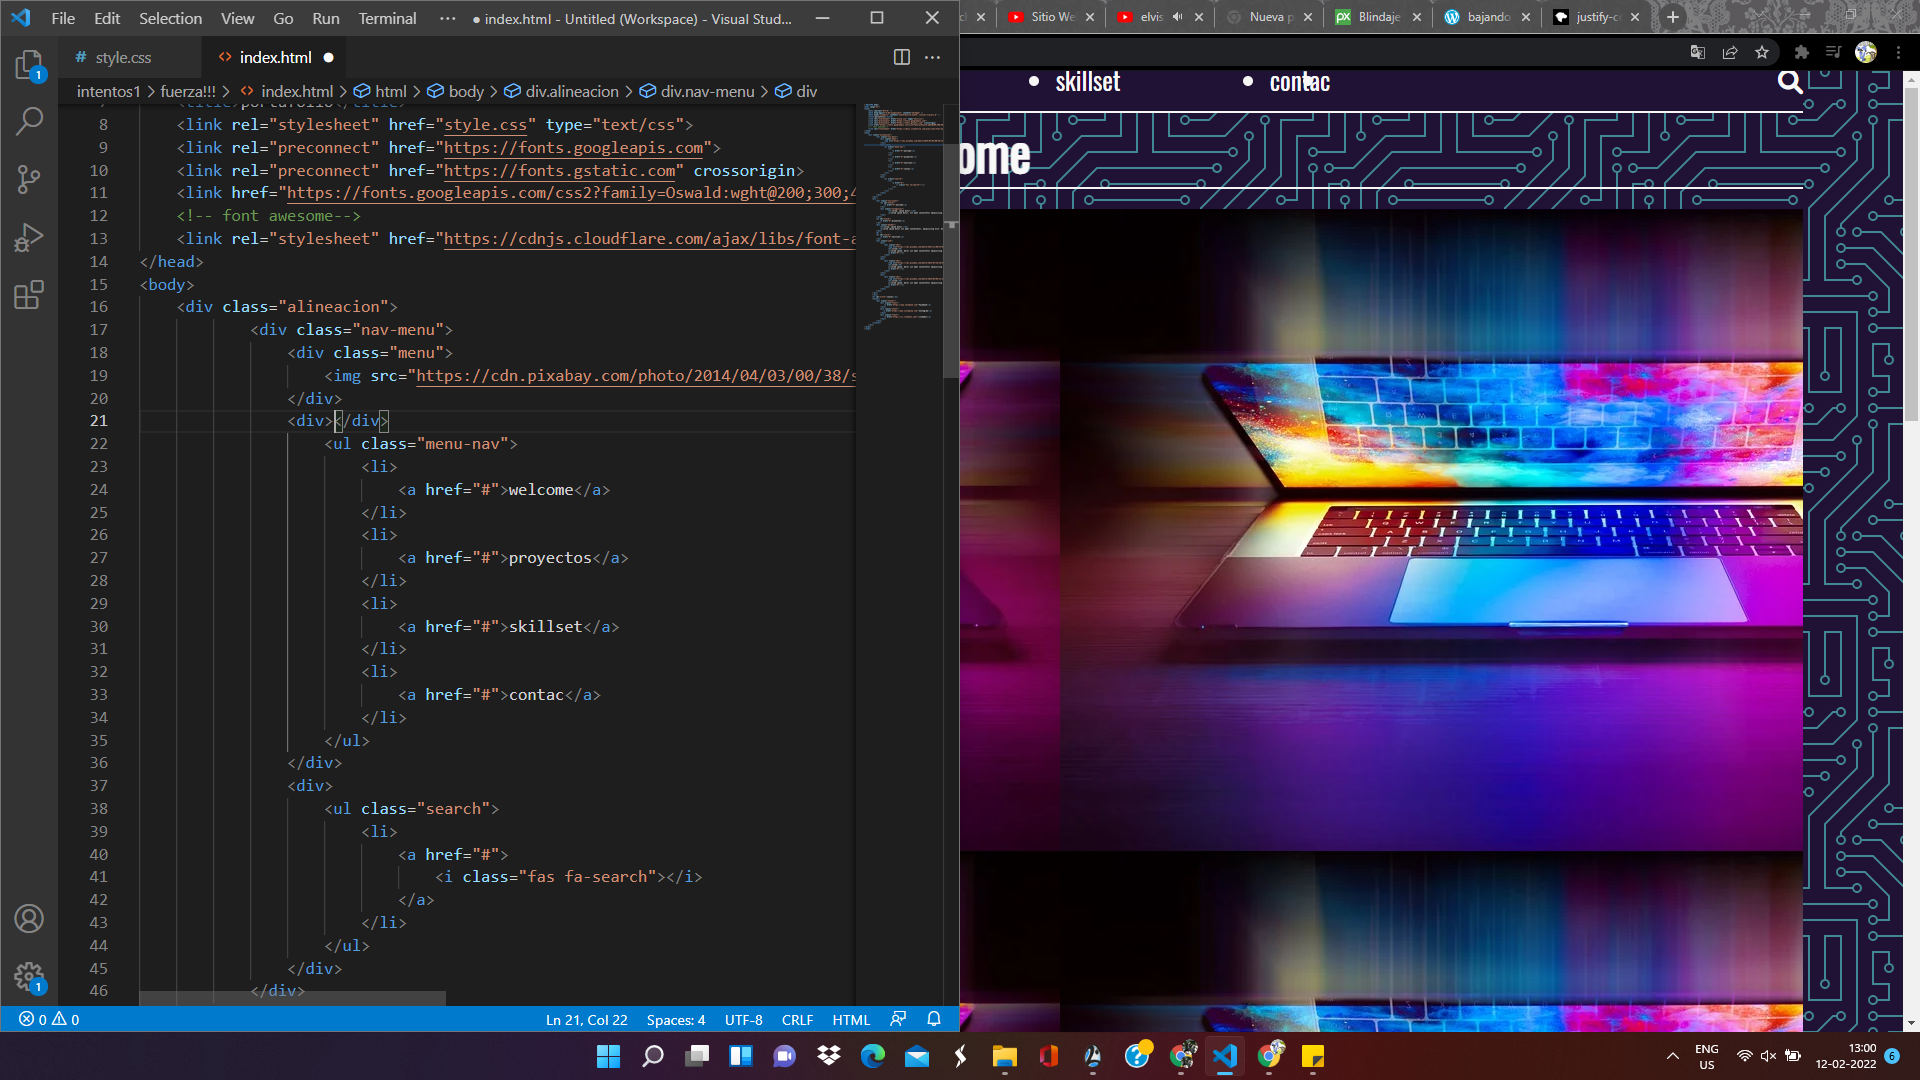 File Edit Selection View Go Run Terminal ··· ● index.html - Untitled (Workspace) - Visual Stud...
Sitio We
elvis
Nueva p
Blindaje
bajando
justify-c
# style.css
<> index.html ●
intentos1 > fuerza!!! > <> index.html > html > body > div.alineacion > div.nav-menu > div
7 <title>portafolio</title>
8 <link rel="stylesheet" href="style.css" type="text/css">
9 <link rel="preconnect" href="https://fonts.googleapis.com">
10 <link rel="preconnect" href="https://fonts.gstatic.com" crossorigin>
11 <link href="https://fonts.googleapis.com/css2?family=Oswald:wght@200;300;4
12 <!-- font awesome-->
13 <link rel="stylesheet" href="https://cdnjs.cloudflare.com/ajax/libs/font-a
14 </head>
15 <body>
16 <div class="alineacion">
17 <div class="nav-menu">
18 <div class="menu">
19 <img src="https://cdn.pixabay.com/photo/2014/04/03/00/38/s
20 </div>
21 <div></div>
22 <ul class="menu-nav">
23 <li>
24 <a href="#">welcome</a>
25 </li>
26 <li>
27 <a href="#">proyectos</a>
28 </li>
29 <li>
30 <a href="#">skillset</a>
31 </li>
32 <li>
33 <a href="#">contac</a>
34 </li>
35 </ul>
36 </div>
37 <div>
38 <ul class="search">
39 <li>
40 <a href="#">
41 <i class="fas fa-search"></i>
42 </a>
43 </li>
44 </ul>
45 </div>
46 </div>
1
1
0 0
Ln 21, Col 22 Spaces: 4 UTF-8 CRLF HTML
skillset
contac
ome
ENG
US
13:00
12-02-2022
6